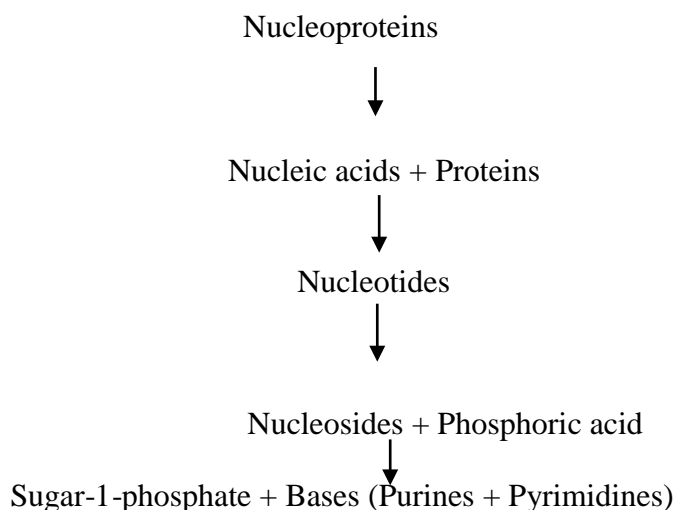 Nucleoproteins
Nucleic acids + Proteins
Nucleotides
Nucleosides + Phosphoric acid
Sugar-1-phosphate + Bases (Purines + Pyrimidines)